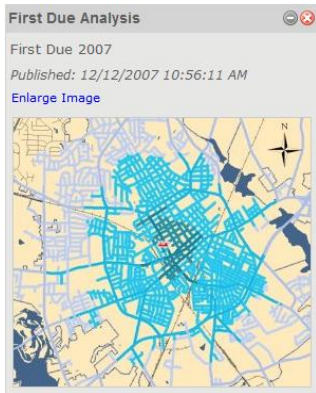 First Due Analysis
First Due 2007
Published: 12/12/2007 10:56:11 AM
Enlarge Image
N